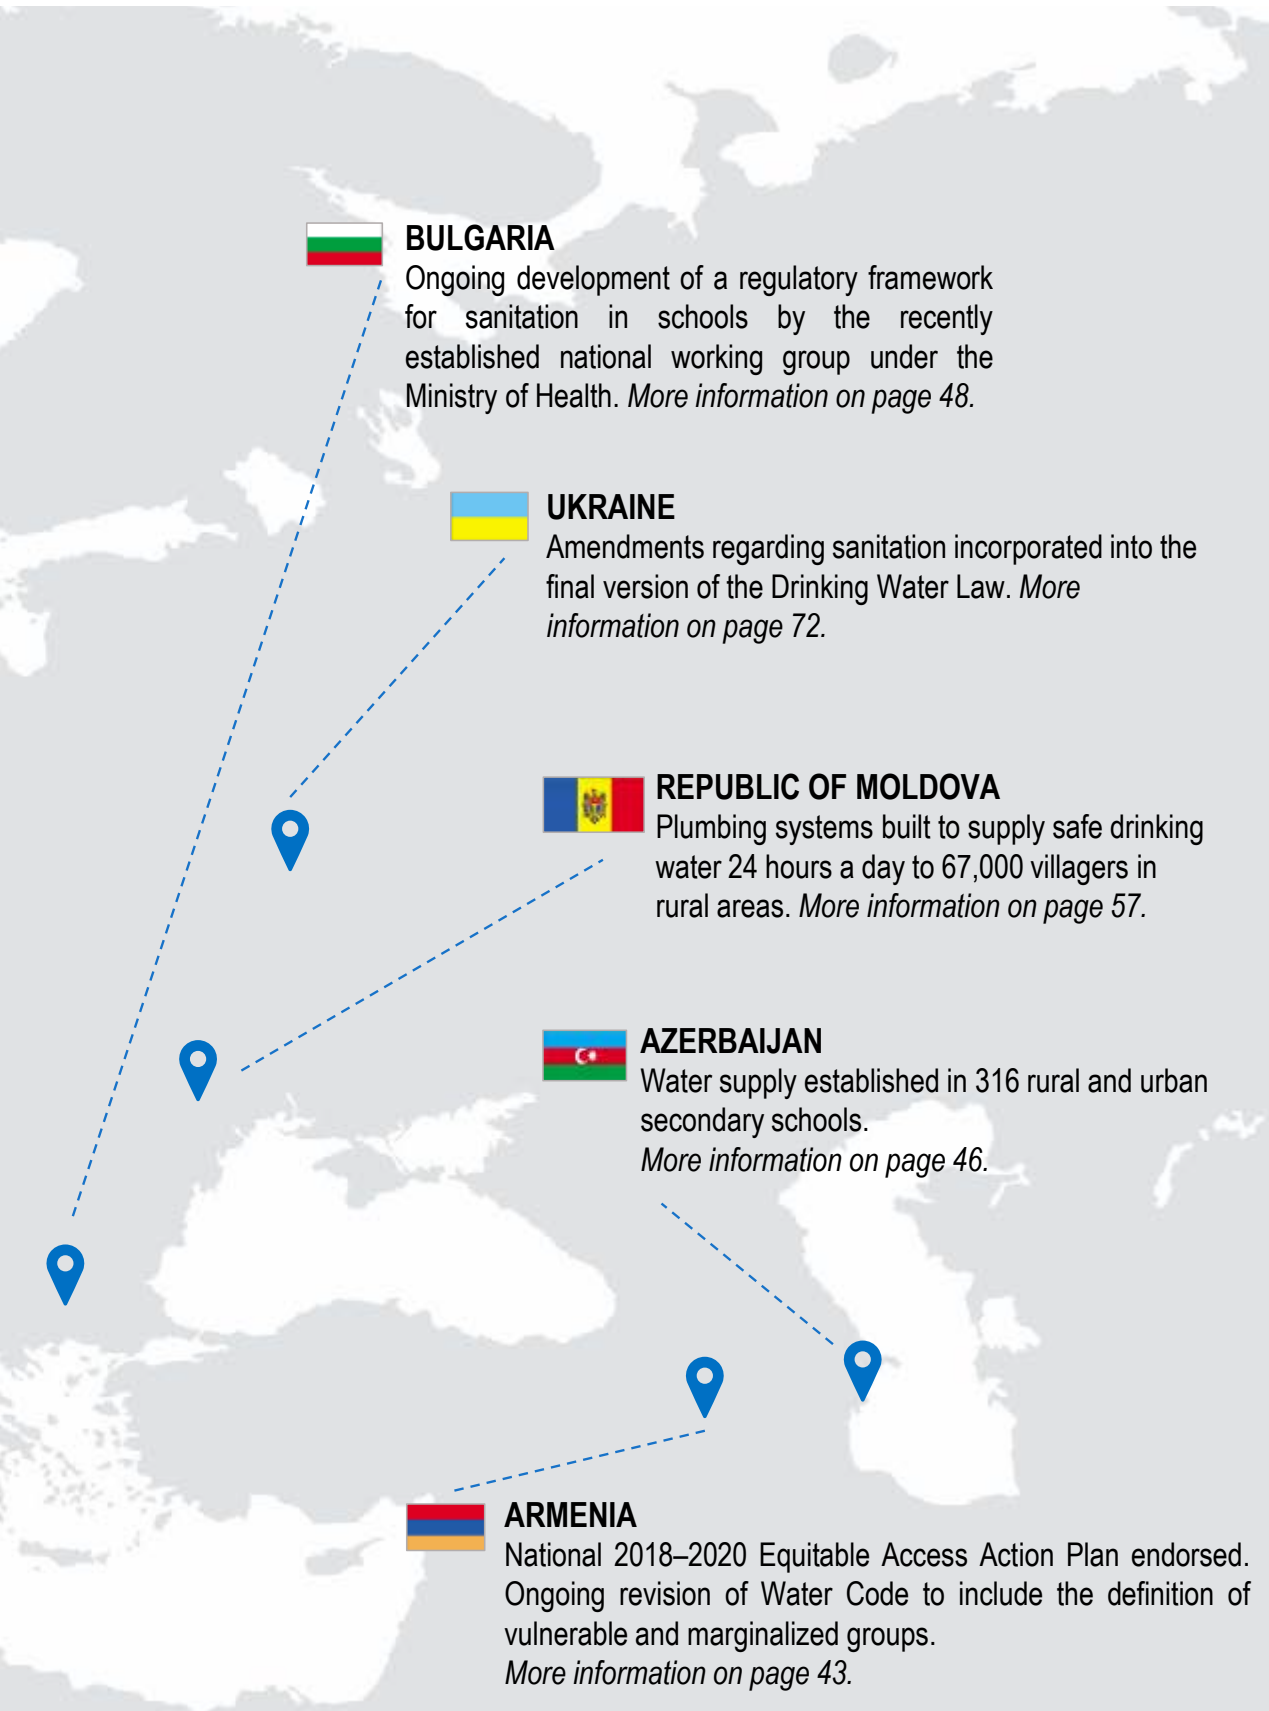 BULGARIA
Ongoing development of a regulatory framework
for sanitation in schools by the recently
established national working group under the
Ministry of Health. More information on page 48.
UKRAINE
Amendments regarding sanitation incorporated into the
final version of the Drinking Water Law. More
information on page 72.
REPUBLIC OF MOLDOVA
Plumbing systems built to supply safe drinking
water 24 hours a day to 67,000 villagers in
rural areas. More information on page 57.
AZERBAIJAN
Water supply established in 316 rural and urban
secondary schools.
More information on page 46.
ARMENIA
National 2018–2020 Equitable Access Action Plan endorsed.
Ongoing revision of Water Code to include the definition of
vulnerable and marginalized groups.
More information on page 43.